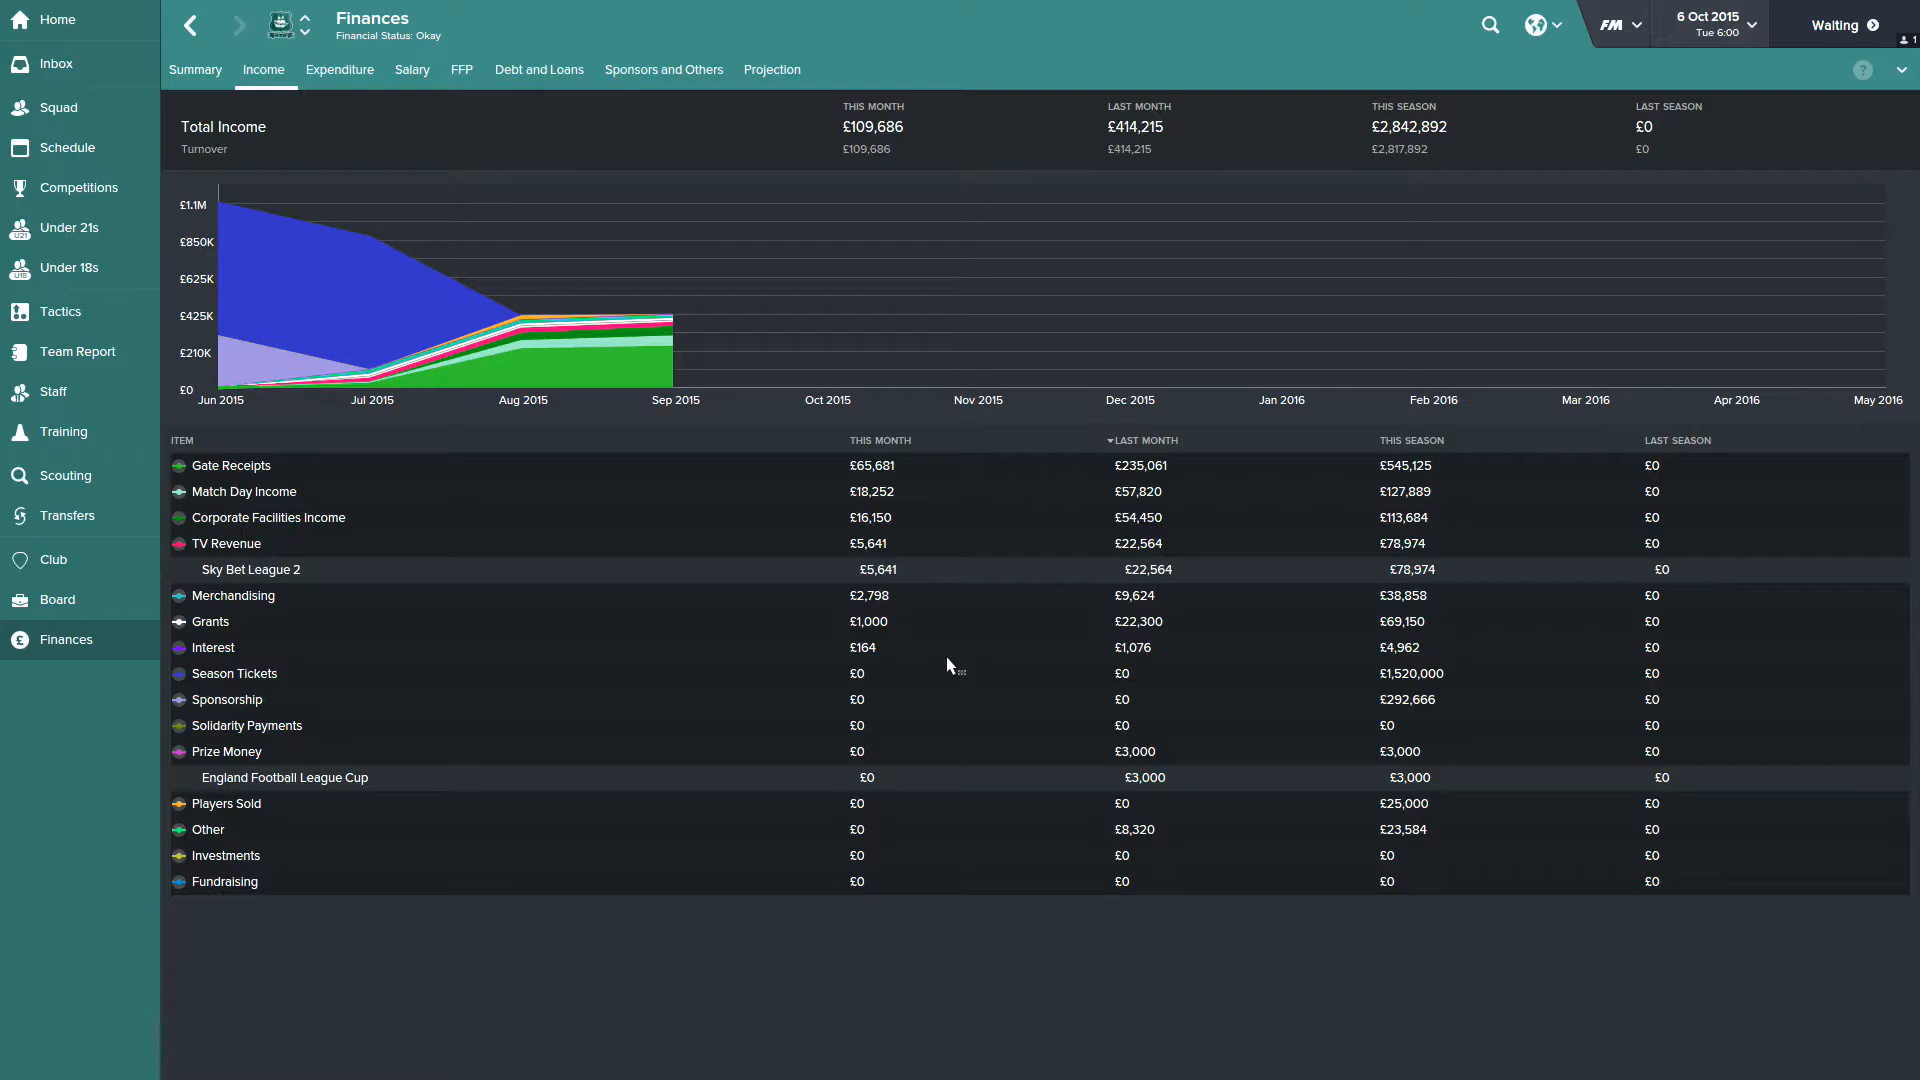 Home
Inbox
Squad
Schedule
Competitions
Under 21s
U21
Under 18s
U18
Tactics
Team Report
Staff
Training
Scouting
Transfers
Club
Board
£ Finances
Finances
Financial Status: Okay
FM
6 Oct 2015
Tue 6:00
Waiting
1
Summary Income Expenditure Salary FFP Debt and Loans Sponsors and Others Projection
?
THIS MONTH LAST MONTH THIS SEASON LAST SEASON
Total Income £109,686 £414,215 £2,842,892 £0
Turnover £109,686 £414,215 £2,817,892 £0
£1.1M
£850K
£625K
£425K
£210K
£0
Jun 2015 Jul 2015 Aug 2015 Sep 2015 Oct 2015 Nov 2015 Dec 2015 Jan 2016 Feb 2016 Mar 2016 Apr 2016 May 2016
ITEM THIS MONTH LAST MONTH THIS SEASON LAST SEASON
Gate Receipts £65,681 £235,061 £545,125 £0
Match Day Income £18,252 £57,820 £127,889 £0
Corporate Facilities Income £16,150 £54,450 £113,684 £0
TV Revenue £5,641 £22,564 £78,974 £0
Sky Bet League 2 £5,641 £22,564 £78,974 £0
Merchandising £2,798 £9,624 £38,858 £0
Grants £1,000 £22,300 £69,150 £0
Interest £164 £1,076 £4,962 £0
Season Tickets £0 £0 £1,520,000 £0
Sponsorship £0 £0 £292,666 £0
Solidarity Payments £0 £0 £0 £0
Prize Money £0 £3,000 £3,000 £0
England Football League Cup £0 £3,000 £3,000 £0
Players Sold £0 £0 £25,000 £0
Other £0 £8,320 £23,584 £0
Investments £0 £0 £0 £0
Fundraising £0 £0 £0 £0